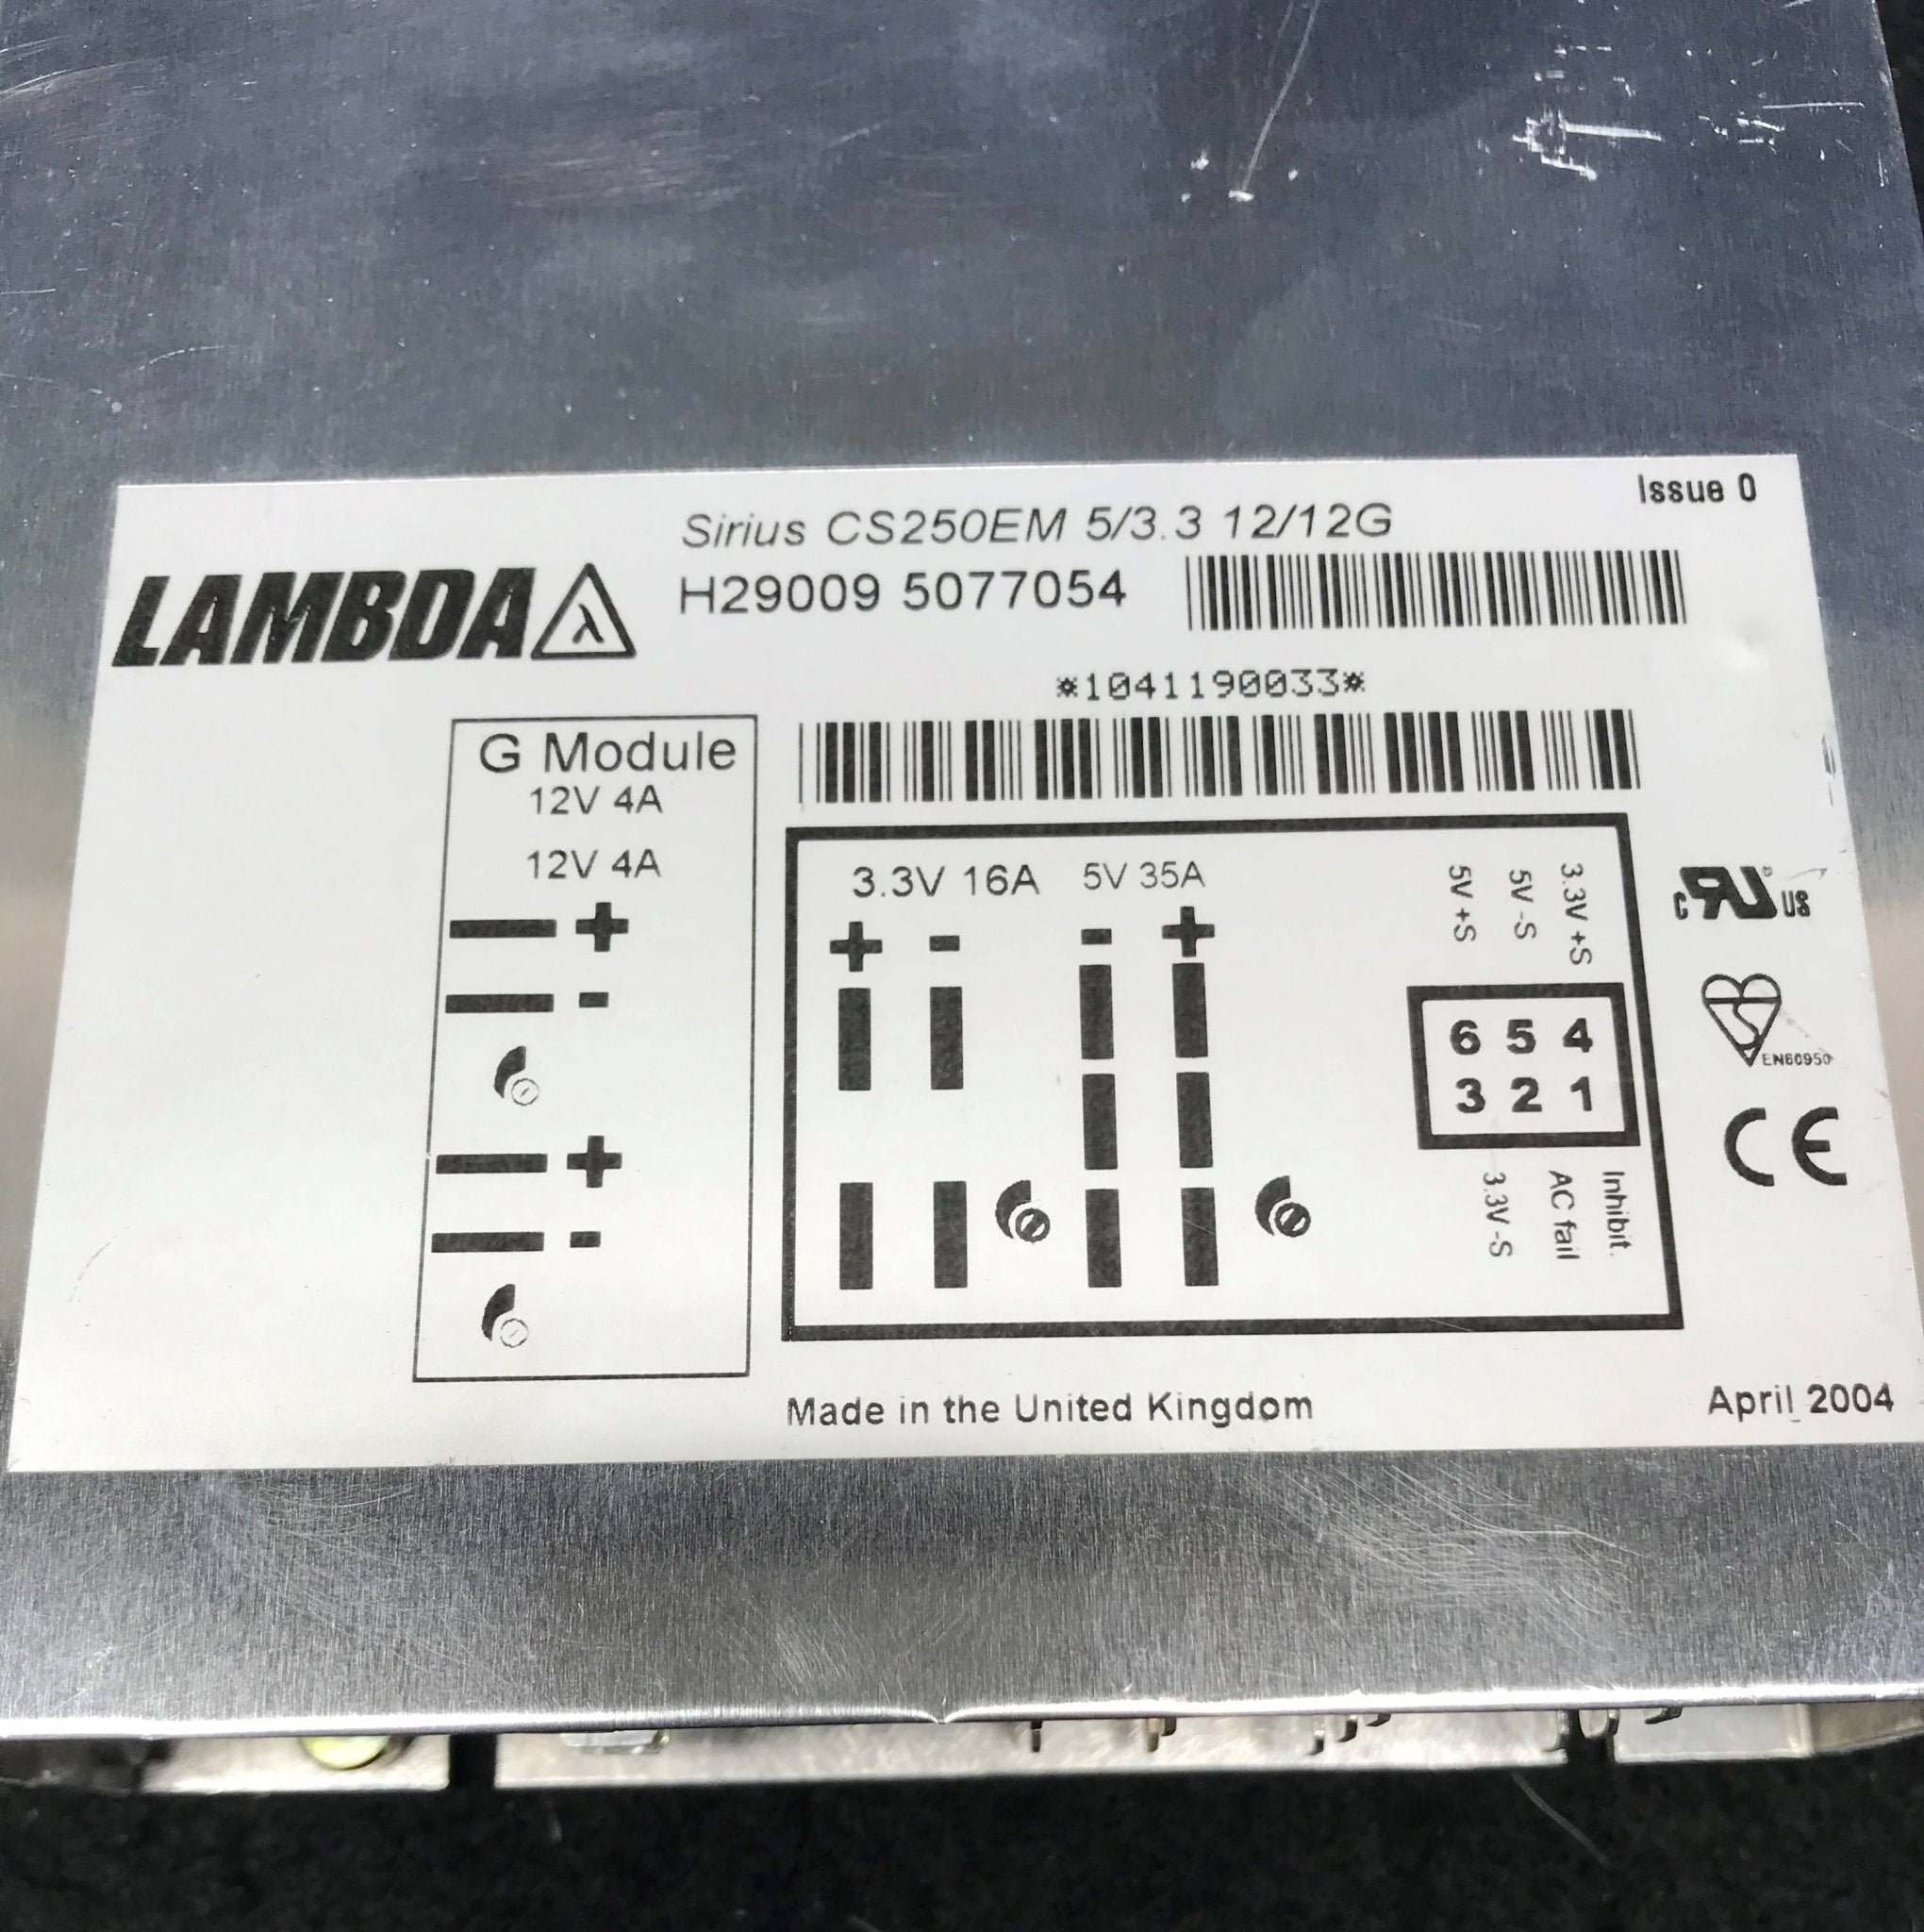 Issue 0
Sirius CS250EM 5/3.3 12/12G
LAMBDA λ
H29009 5077054
*1041190033*
G Module
12V 4A
12V 4A
+
-
+
-
3.3V 16A 5V 35A
+ - - +
5V +S 5V -S 3.3V +S
6 5 4
3 2 1
3.3V -S AC fail Inhibit.
c RU ® US
EN60950
CE
Made in the United Kingdom
April 2004